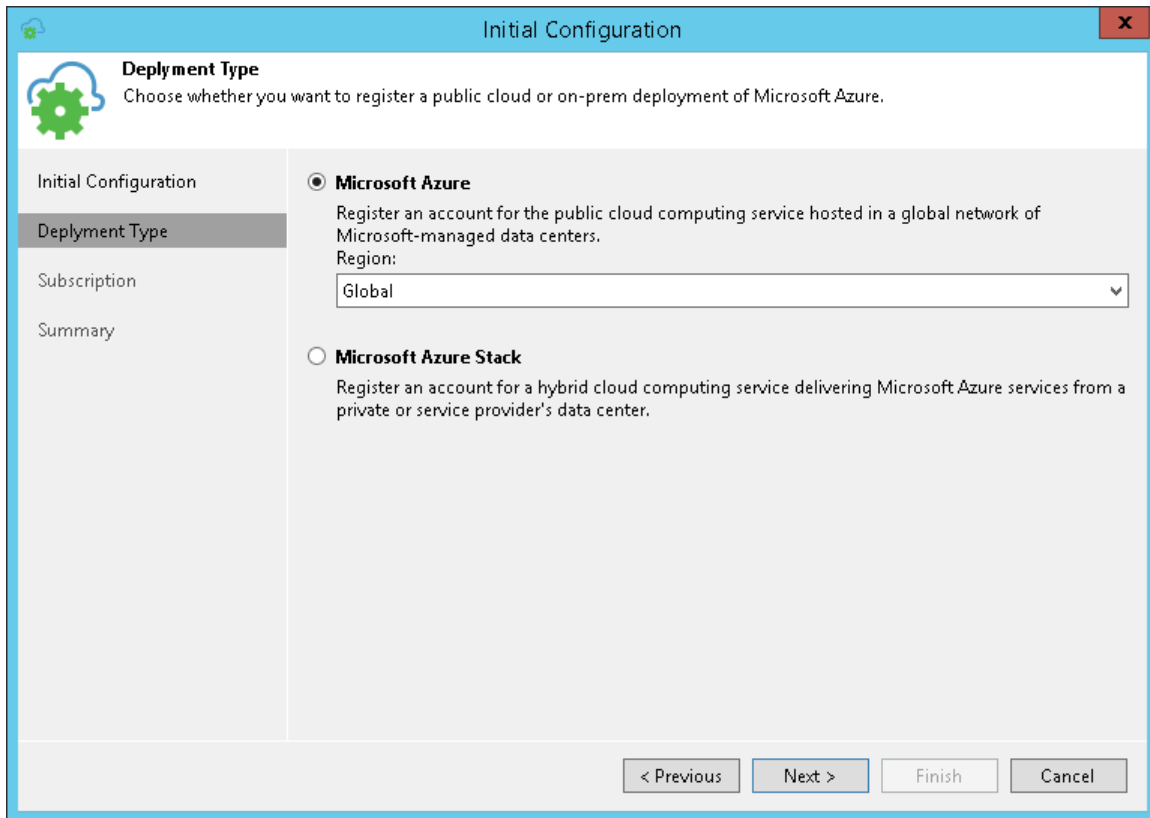 Initial Configuration
x
Deplyment Type
Choose whether you want to register a public cloud or on-prem deployment of Microsoft Azure.
Initial Configuration
Deplyment Type
Subscription
Summary
Microsoft Azure
Register an account for the public cloud computing service hosted in a global network of
Microsoft-managed data centers.
Region:
Global
Microsoft Azure Stack
Register an account for a hybrid cloud computing service delivering Microsoft Azure services from a
private or service provider's data center.
< Previous
Next >
Finish
Cancel